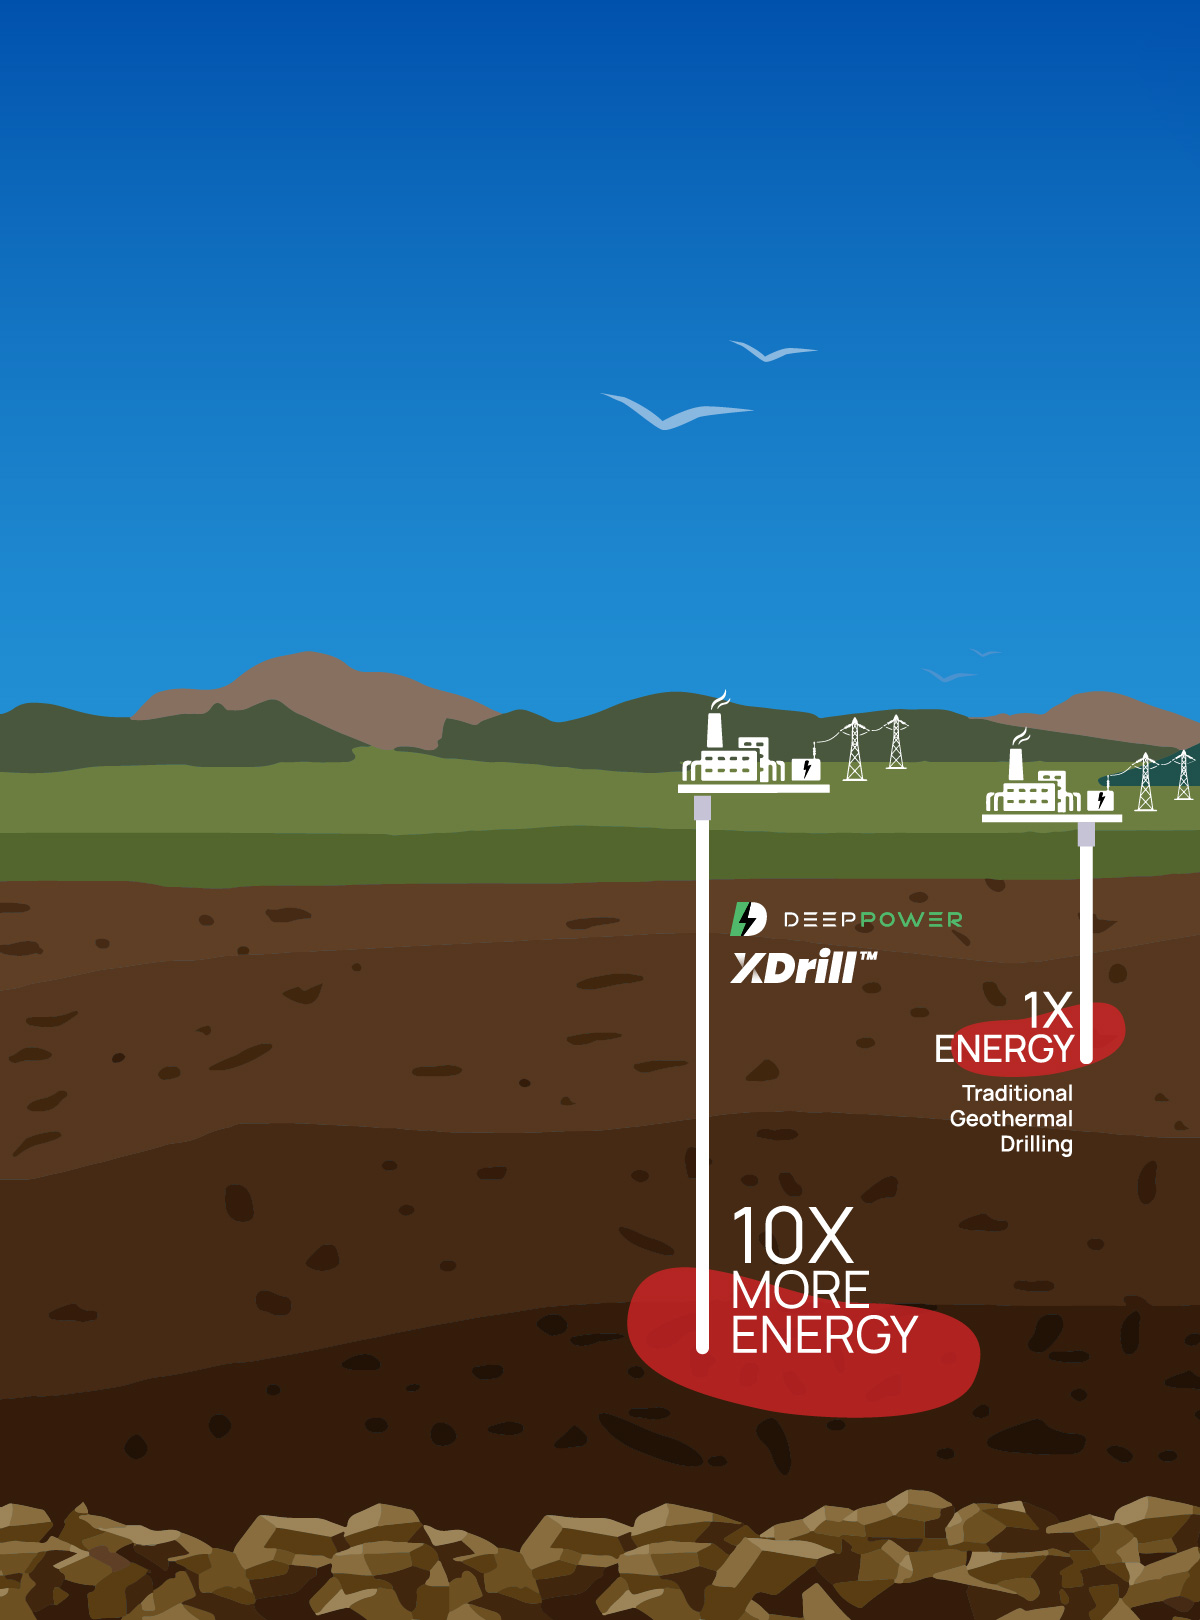 DEEPPOWER
XDrill™
1X
ENERGY
Traditional
Geothermal
Drilling
10X
MORE
ENERGY